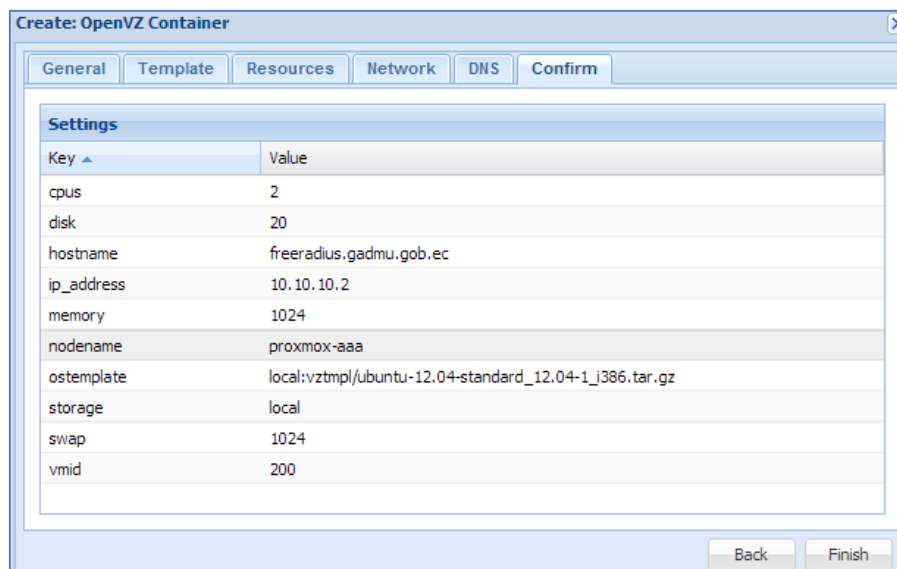 Create: OpenVZ Container
General Template Resources Network DNS Confirm
Settings
Key Value
cpus 2
disk 20
hostname freeradius.gadmu.gob.ec
ip_address 10.10.10.2
memory 1024
nodename proxmox-aaa
ostemplate local:vztmpl/ubuntu-12.04-standard_12.04-1_i386.tar.gz
storage local
swap 1024
vmid 200
Back Finish